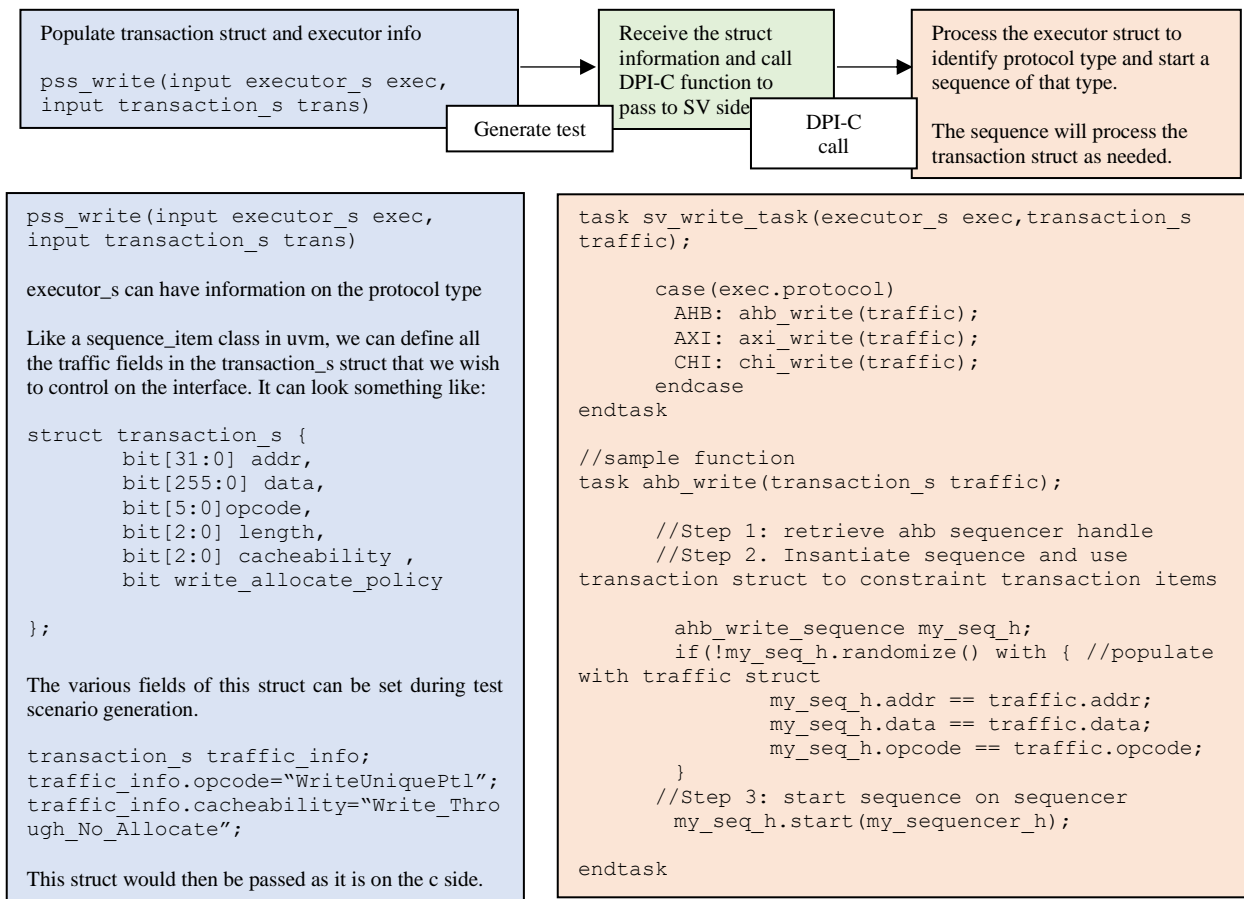 Populate transaction struct and executor info
pss_write(input executor_s exec,
input transaction_s trans)
Generate test
Receive the struct
information and call
DPI-C function to
pass to SV side
DPI-C
call
Process the executor struct to
identify protocol type and start a
sequence of that type.
The sequence will process the
transaction struct as needed.
pss_write(input executor_s exec,
input transaction_s trans)
executor_s can have information on the protocol type
Like a sequence_item class in uvm, we can define all
the traffic fields in the transaction_s struct that we wish
to control on the interface. It can look something like:
struct transaction_s {
bit[31:0] addr,
bit[255:0] data,
bit[5:0]opcode,
bit[2:0] length,
bit[2:0] cacheability ,
bit write_allocate_policy
};
The various fields of this struct can be set during test
scenario generation.
transaction_s traffic_info;
traffic_info.opcode=“WriteUniquePtl”;
traffic_info.cacheability=“Write_Thro
ugh_No_Allocate”;
This struct would then be passed as it is on the c side.
task sv_write_task(executor_s exec,transaction_s
traffic);
case(exec.protocol)
AHB: ahb_write(traffic);
AXI: axi_write(traffic);
CHI: chi_write(traffic);
endcase
endtask
//sample function
task ahb_write(transaction_s traffic);
//Step 1: retrieve ahb sequencer handle
//Step 2. Insantiate sequence and use
transaction struct to constraint transaction items
ahb_write_sequence my_seq_h;
if(!my_seq_h.randomize() with { //populate
with traffic struct
my_seq_h.addr == traffic.addr;
my_seq_h.data == traffic.data;
my_seq_h.opcode == traffic.opcode;
}
//Step 3: start sequence on sequencer
my_seq_h.start(my_sequencer_h);
endtask